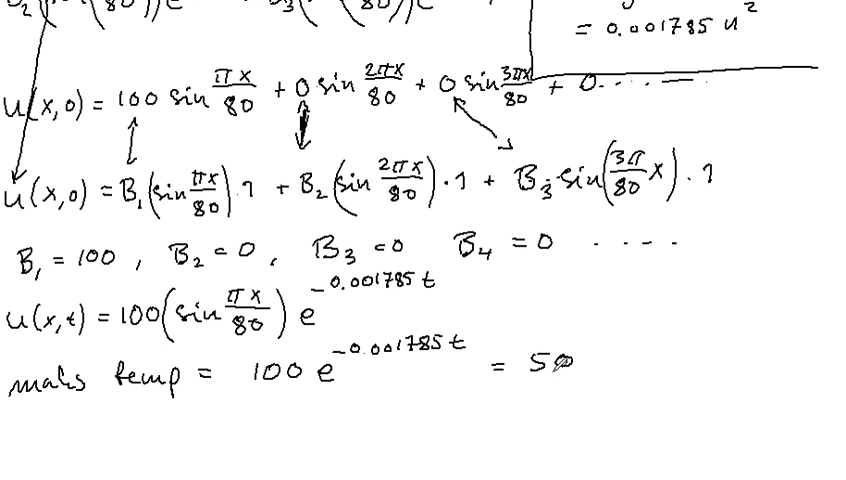 = 0.001785 n²
u(x,0) = 100 sin πx/80 + 0 sin 2πx/80 + 0 sin 3πx/80 + 0 . . . . —
u(x,0) = B₁(sin πx/80) · 1 + B₂(sin 2πx/80) · 1 + B₃ · sin(3π/80 x) · 1
B₁ = 100 , B₂ = 0 , B₃ = 0 B₄ = 0 . . . .
u(x,t) = 100(sin πx/80) e^(-0.001785 t)
maks temp = 100 e^(-0.001785 t) = 50